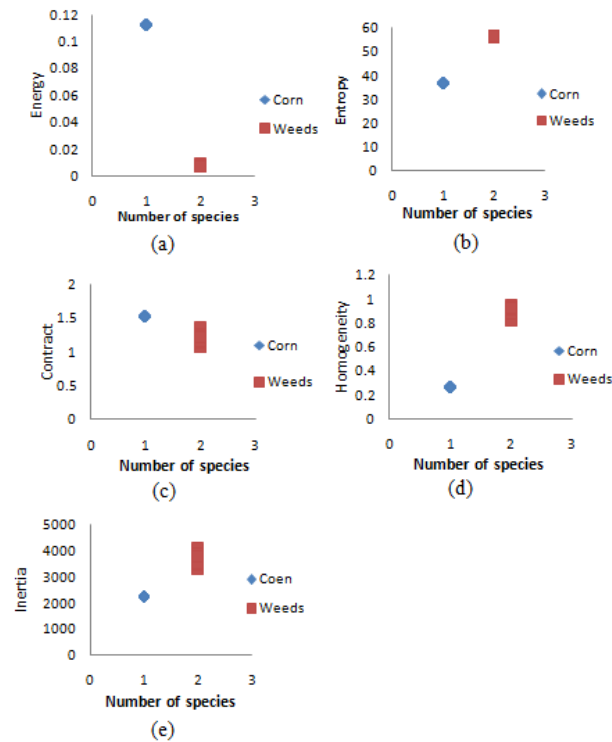 0.12
0.1
0.08
0.06
0.04
0.02
0
Energy
0 1 2 3
Number of species
Corn
Weeds
(a)
60
50
40
30
20
10
0
Entropy
0 1 2 3
Number of species
Corn
Weeds
(b)
2
1.5
1
0.5
0
Contract
0 1 2 3
Number of species
Corn
Weeds
(c)
1.2
1
0.8
0.6
0.4
0.2
0
Homogeneity
0 1 2 3
Number of species
Corn
Weeds
(d)
5000
4000
3000
2000
1000
0
Inertia
0 1 2 3
Number of species
Coen
Weeds
(e)